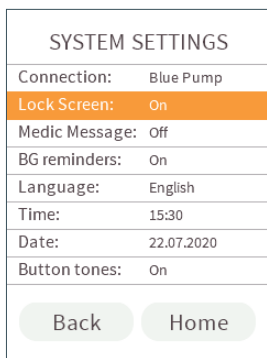 SYSTEM SETTINGS
Connection: Blue Pump
Lock Screen: On
Medic Message: Off
BG reminders: On
Language: English
Time: 15:30
Date: 22.07.2020
Button tones: On
Back Home